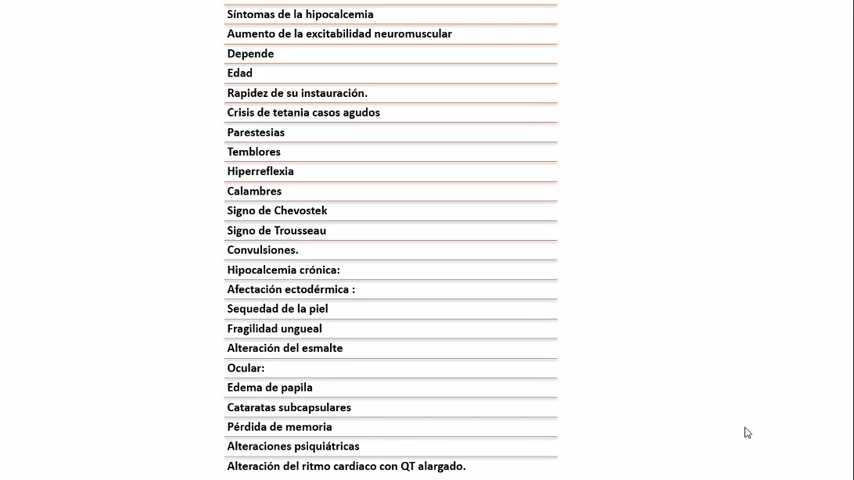 Síntomas de la hipocalcemia
Aumento de la excitabilidad neuromuscular
Depende
Edad
Rapidez de su instauración.
Crisis de tetania casos agudos
Parestesias
Temblores
Hiperreflexia
Calambres
Signo de Chevostek
Signo de Trousseau
Convulsiones.
Hipocalcemia crónica:
Afectación ectodérmica :
Sequedad de la piel
Fragilidad ungueal
Alteración del esmalte
Ocular:
Edema de papila
Cataratas subcapsulares
Pérdida de memoria
Alteraciones psiquiátricas
Alteración del ritmo cardiaco con QT alargado.